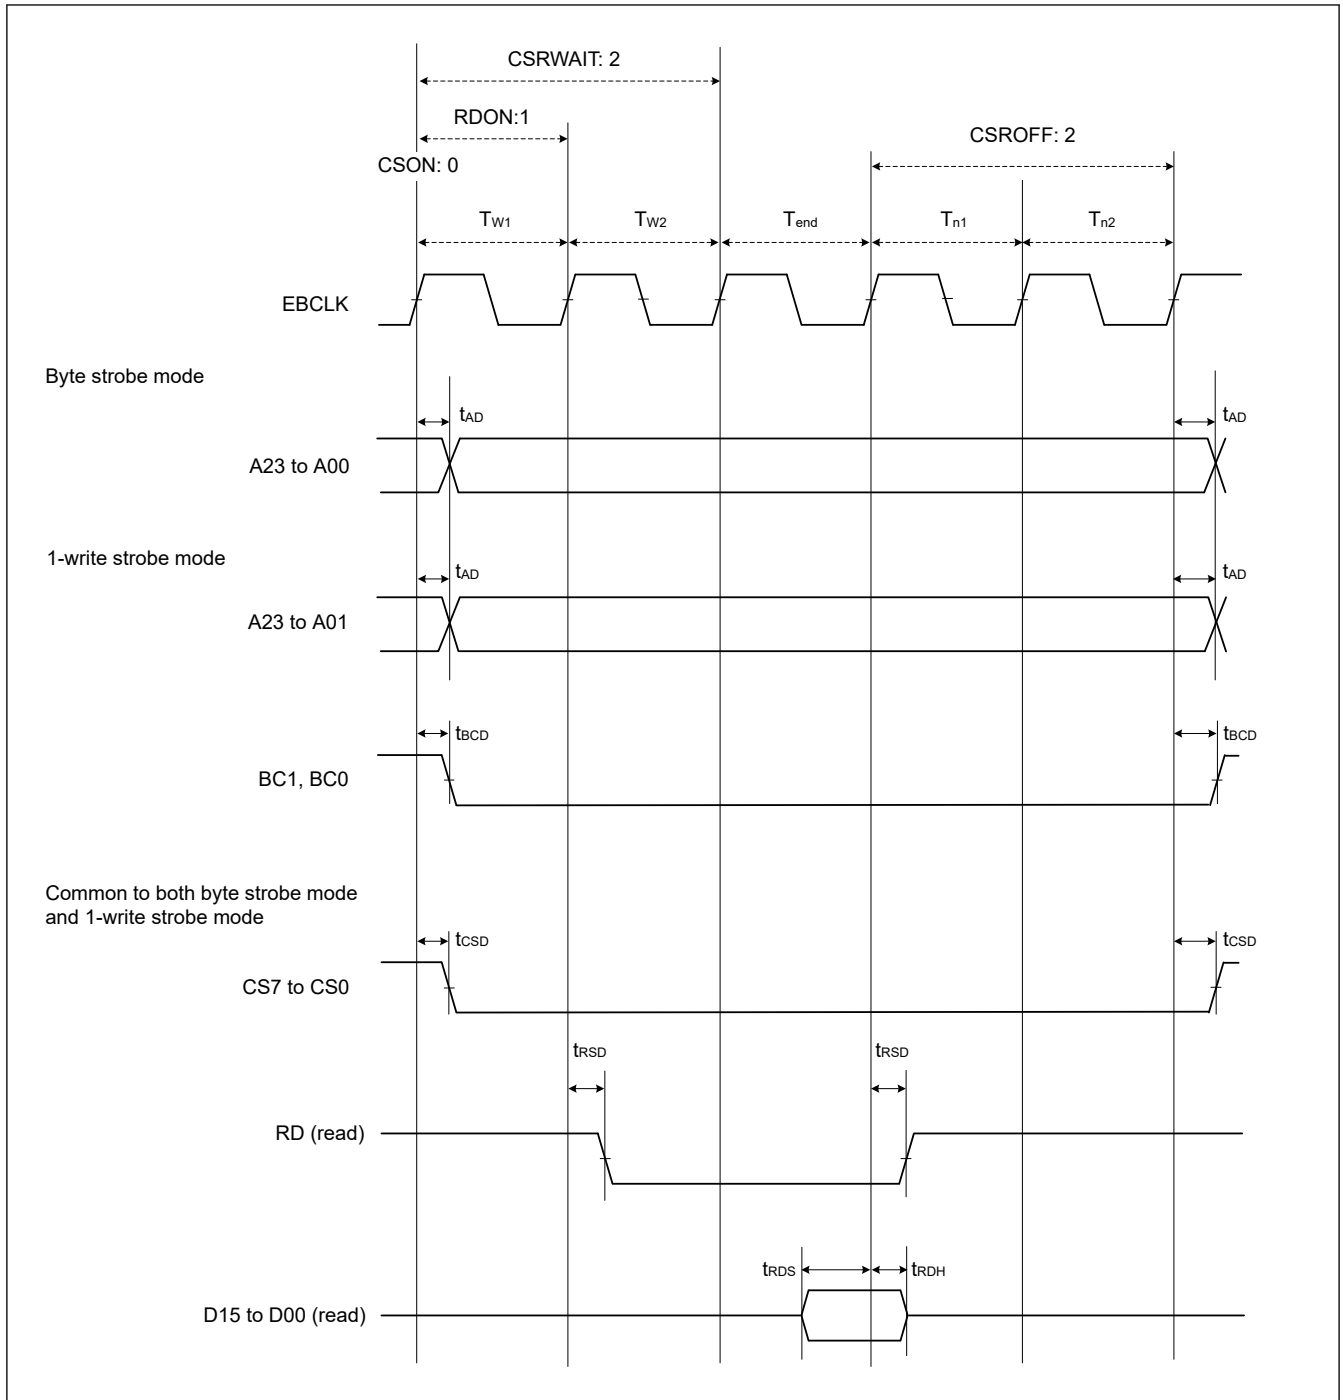 CSRWAIT: 2
RDON:1
CSROFF: 2
CSON: 0
TW1 TW2 Tend Tn1 Tn2
EBCLK
Byte strobe mode
tAD tAD
A23 to A00
1-write strobe mode
tAD tAD
A23 to A01
tBCD tBCD
BC1, BC0
Common to both byte strobe mode
and 1-write strobe mode
tCSD tCSD
CS7 to CS0
tRSD tRSD
RD (read)
tRDS tRDH
D15 to D00 (read)